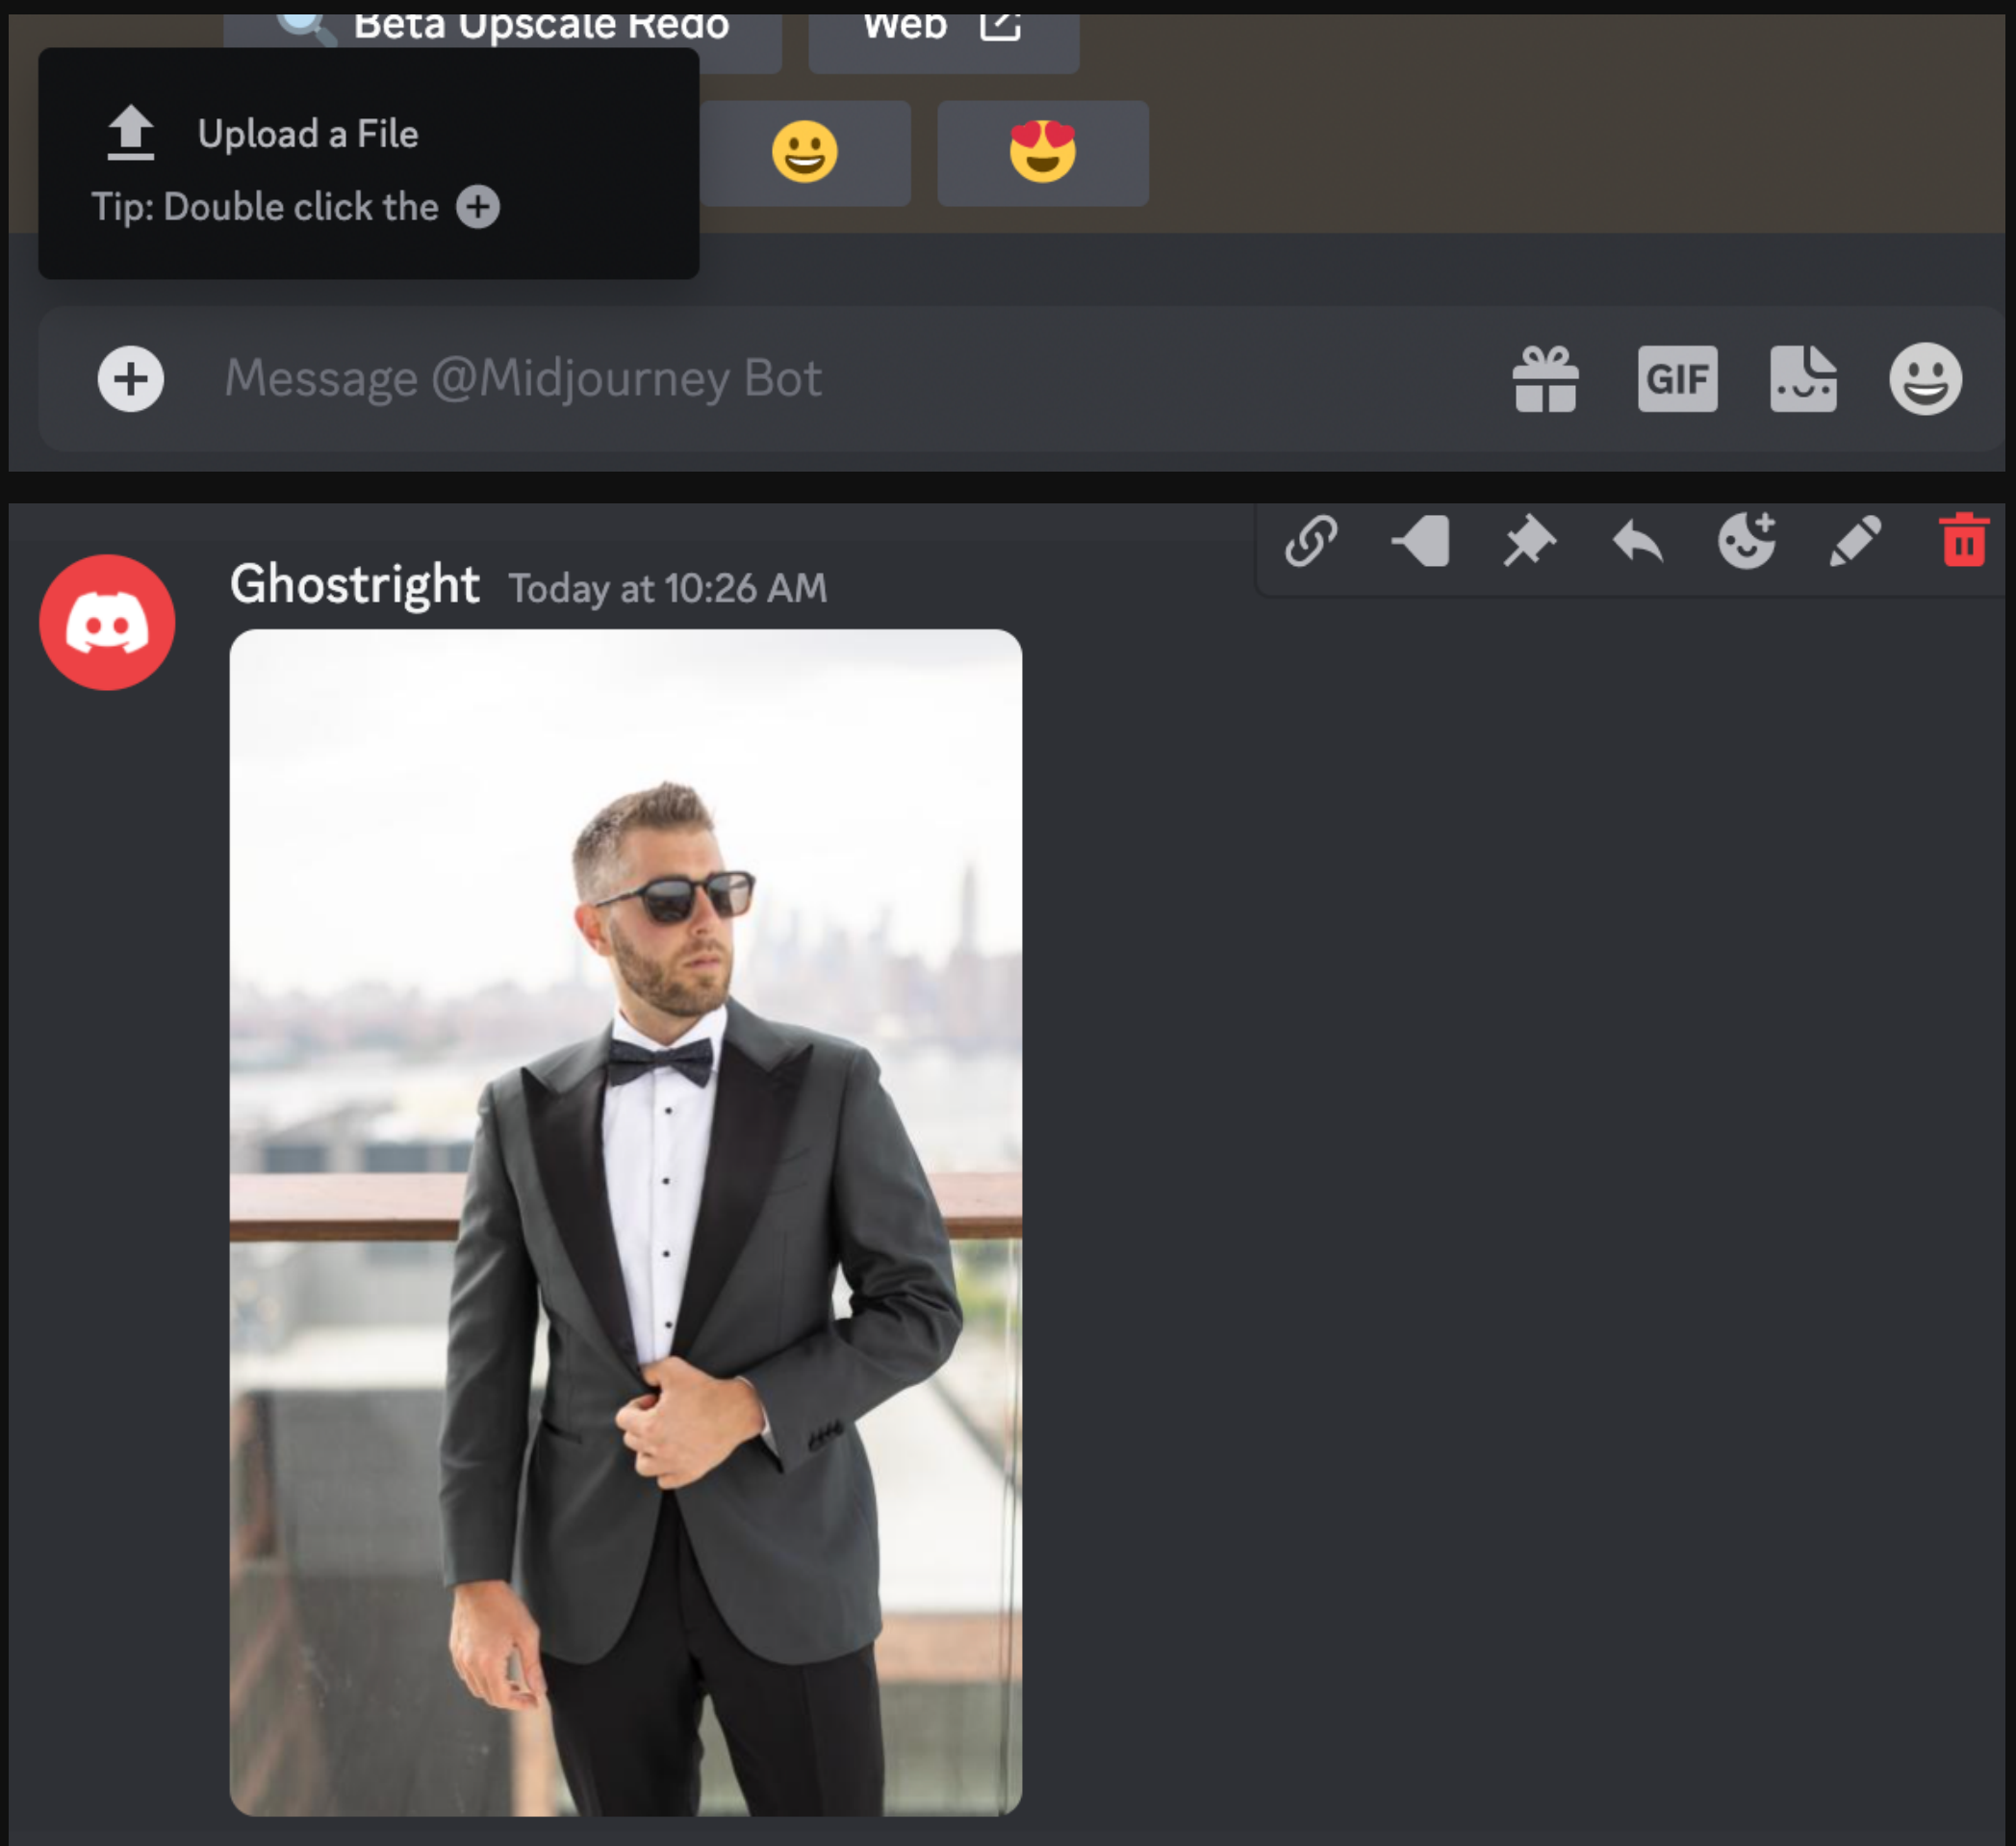 Beta Upscale Redo
Web
Upload a File
Tip: Double click the
Message @Midjourney Bot
GIF
Ghostright Today at 10:26 AM